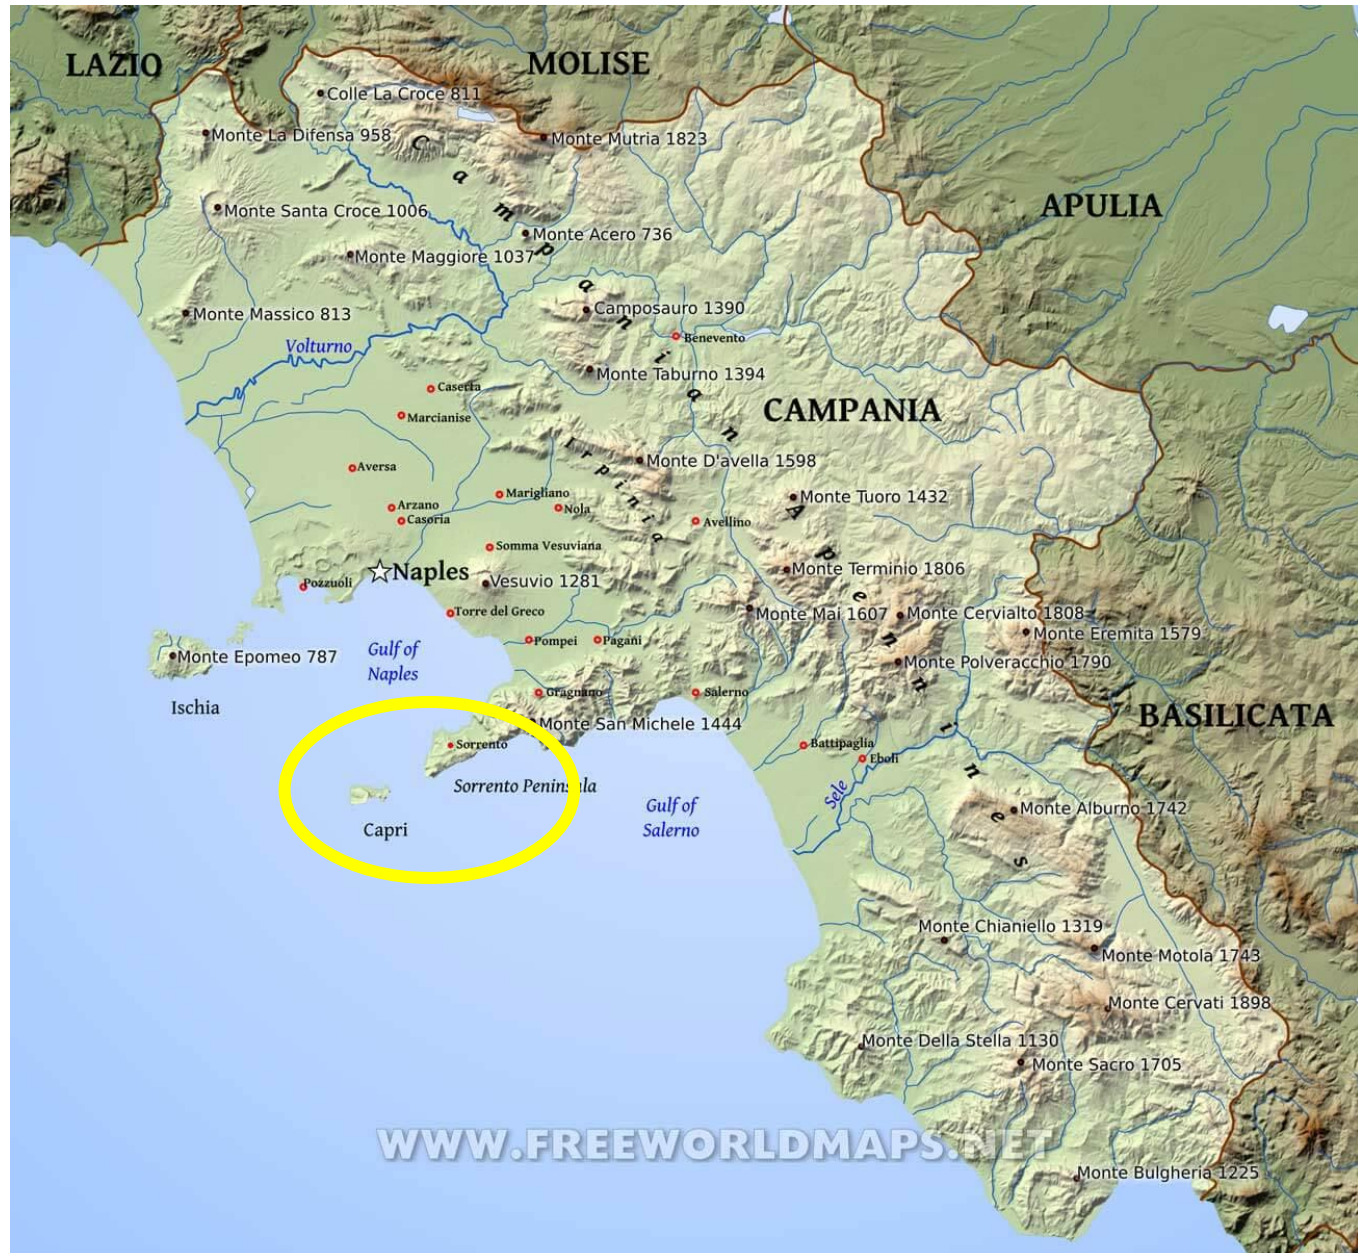 LAZIO
MOLISE
Colle La Croce 811
Monte La Difensa 958
Monte Mutria 1823
Campanian Apennines
Monte Santa Croce 1006
APULIA
Monte Acero 736
Monte Maggiore 1037
Monte Massico 813
Camposauro 1390
Volturno
Benevento
Monte Taburno 1394
Caserta
Marcianise
CAMPANIA
Irpinia
Aversa
Monte D'avella 1598
Marigliano
Monte Tuoro 1432
Arzano
Nola
Casoria
Avellino
Somma Vesuviana
Naples
Pozzuoli
Vesuvio 1281
Monte Terminio 1806
Torre del Greco
Monte Mai 1607
Monte Cervialto 1808
Monte Eremita 1579
Pompei
Pagani
Gulf of
Naples
Monte Epomeo 787
Monte Polveracchio 1790
Ischia
Gragnano
Salerno
Monte San Michele 1444
BASILICATA
Sorrento
Battipaglia
Eboli
Sorrento Peninsula
Sele
Gulf of
Salerno
Monte Alburno 1742
Capri
Monte Chianiello 1319
Monte Motola 1743
Monte Cervati 1898
Monte Della Stella 1130
Monte Sacro 1705
WWW.FREEWORLDMAPS.NET
Monte Bulgheria 1225